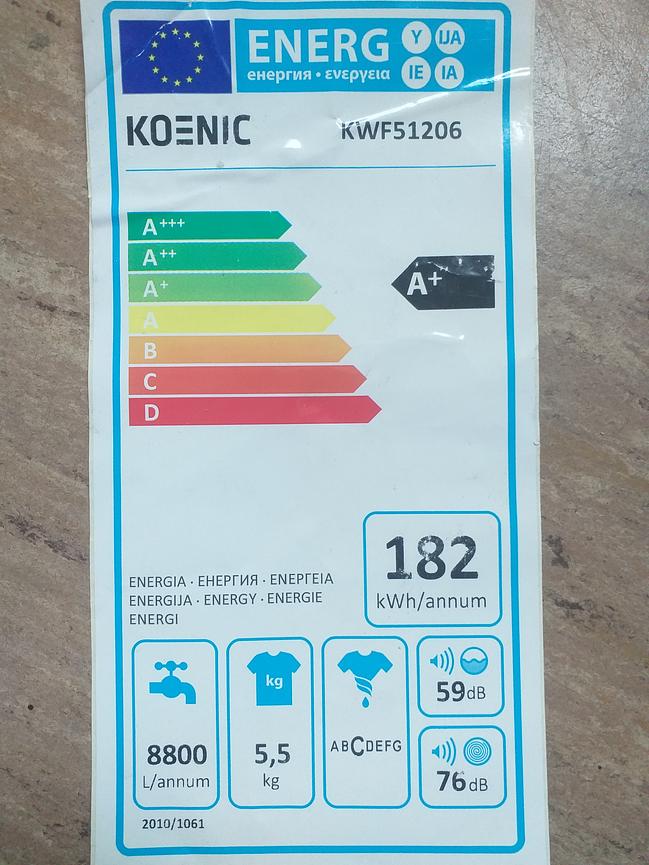 ENERG Y IJA
енергия · ενεργεια IE IA
KOENIC KWF51206
A+++
A++
A+ A+
A
B
C
D
182
kWh/annum
ENERGIA · ЕНЕРГИЯ · ΕΝΕΡΓΕΙΑ
ENERGIJA · ENERGY · ENERGIE
ENERGI
kg
59dB
8800
L/annum
5,5
kg
ABCDEFG
76dB
2010/1061